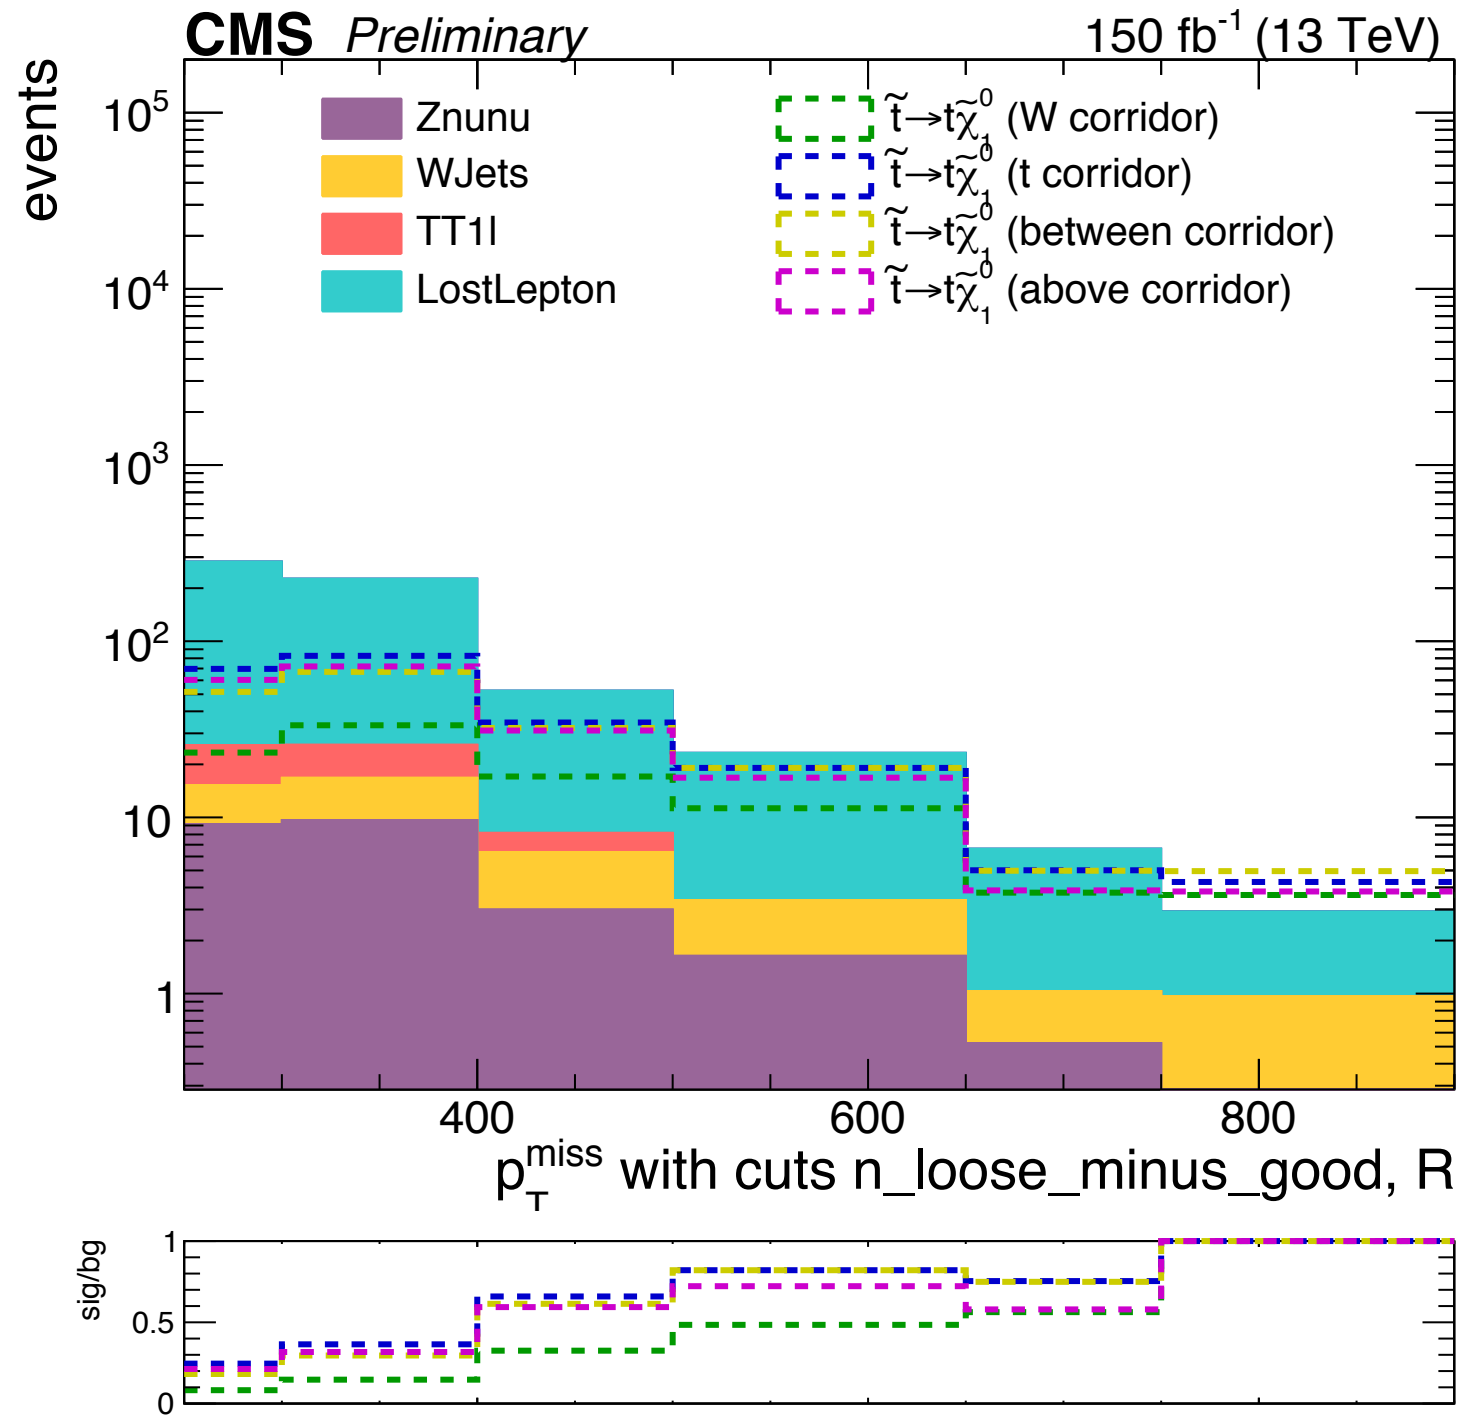 CMS Preliminary 150 fb⁻¹ (13 TeV)
events
10⁵
10⁴
10³
10²
10
1
Znunu
WJets
TT1l
LostLepton
t̃→tχ̃₁⁰ (W corridor)
t̃→tχ̃₁⁰ (t corridor)
t̃→tχ̃₁⁰ (between corridor)
t̃→tχ̃₁⁰ (above corridor)
400 600 800
p_T^miss with cuts n_loose_minus_good, R
sig/bg
1
0.5
0